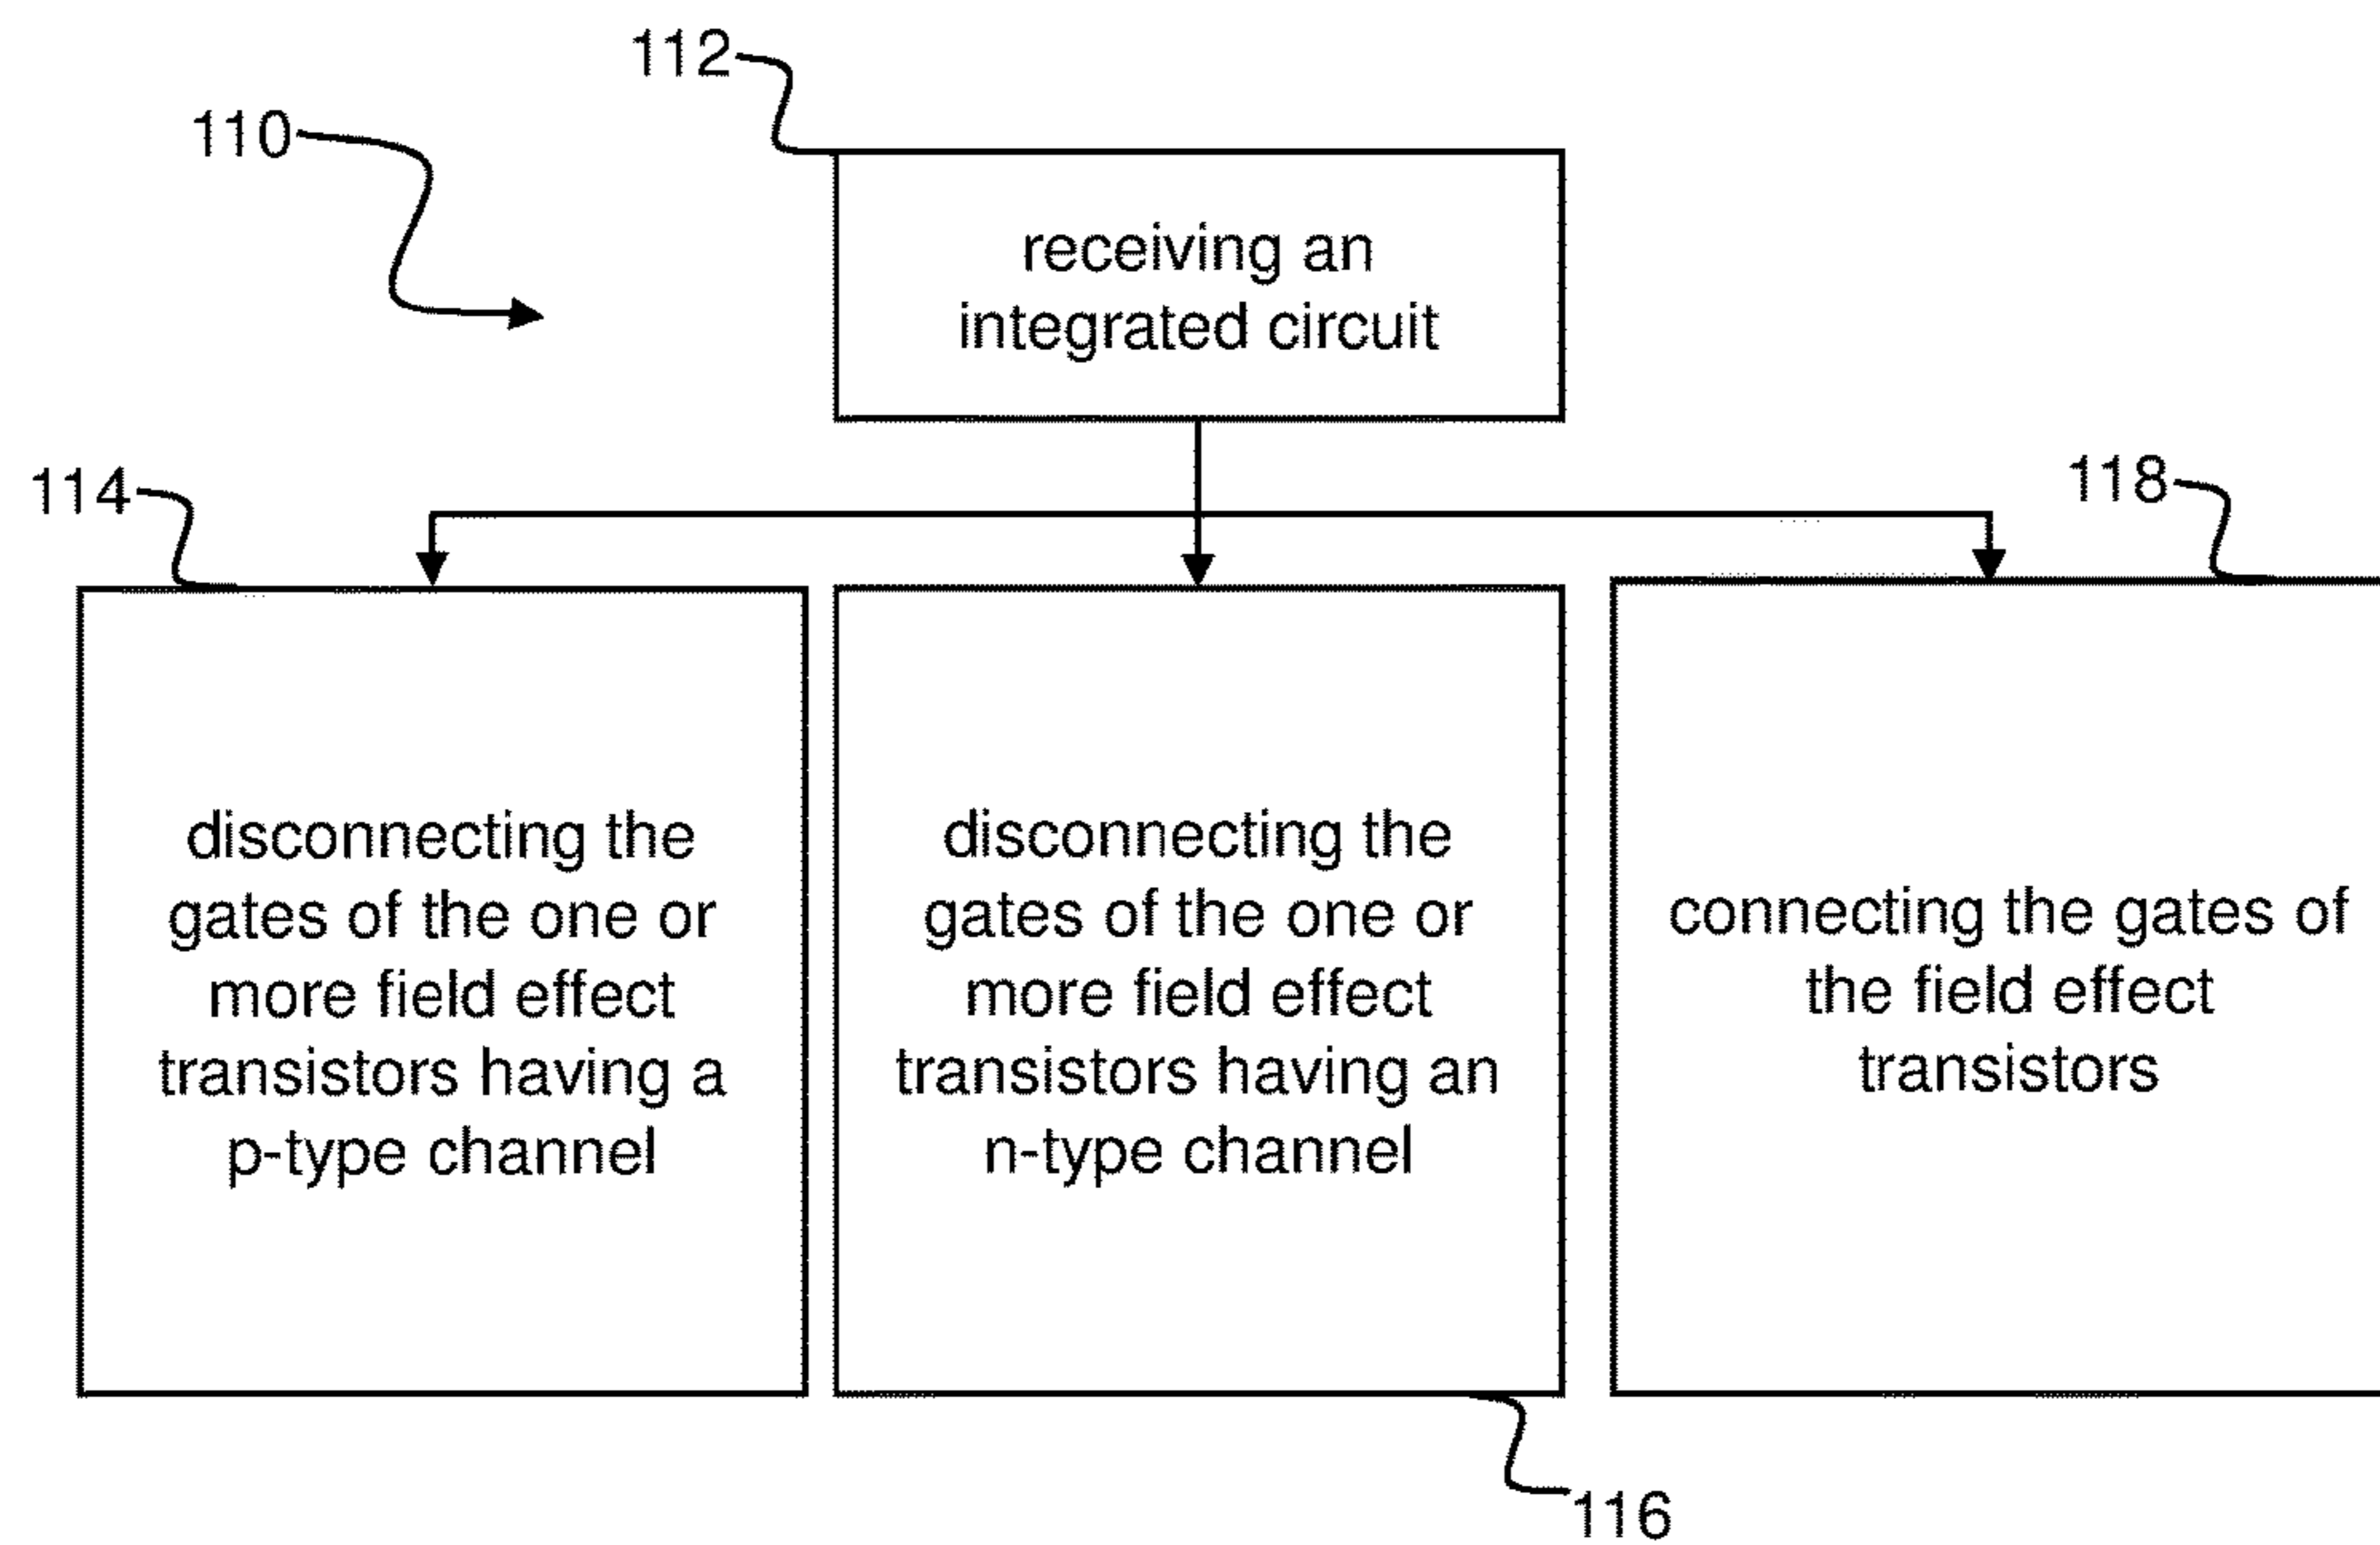 112
110
receiving an
integrated circuit
114
118
disconnecting the
gates of the one or
more field effect
transistors having a
p-type channel
disconnecting the
gates of the one or
more field effect
transistors having an
n-type channel
connecting the gates of
the field effect
transistors
116